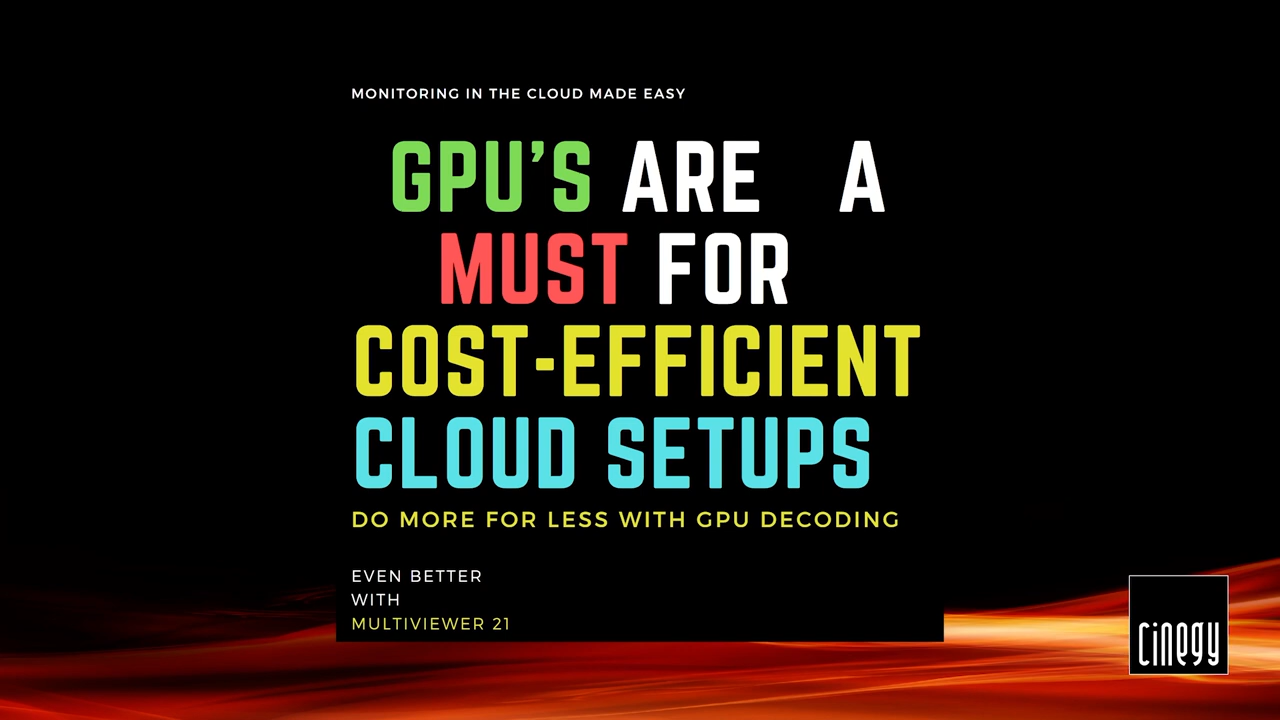 MONITORING IN THE CLOUD MADE EASY
GPU'S ARE A
MUST FOR
COST-EFFICIENT
CLOUD SETUPS
DO MORE FOR LESS WITH GPU DECODING
EVEN BETTER
WITH
MULTIVIEWER 21
cinegy